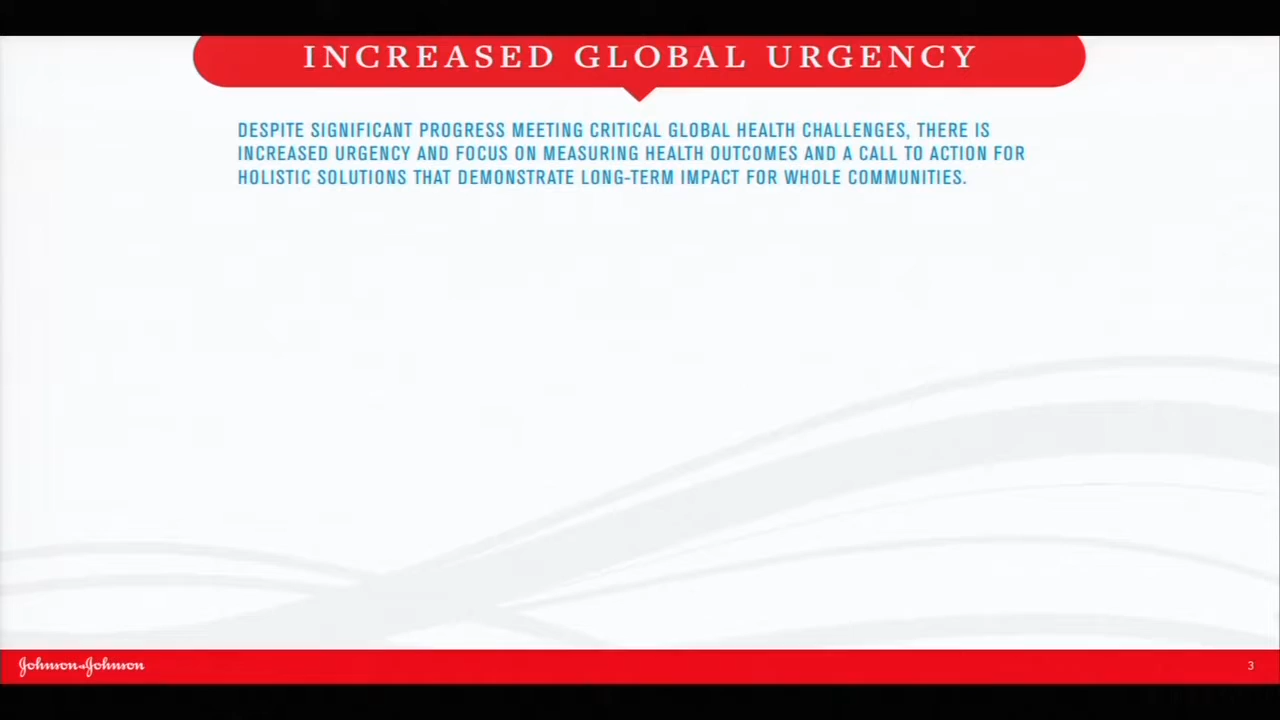 INCREASED GLOBAL URGENCY
DESPITE SIGNIFICANT PROGRESS MEETING CRITICAL GLOBAL HEALTH CHALLENGES, THERE IS
INCREASED URGENCY AND FOCUS ON MEASURING HEALTH OUTCOMES AND A CALL TO ACTION FOR
HOLISTIC SOLUTIONS THAT DEMONSTRATE LONG-TERM IMPACT FOR WHOLE COMMUNITIES.
Johnson&Johnson
3